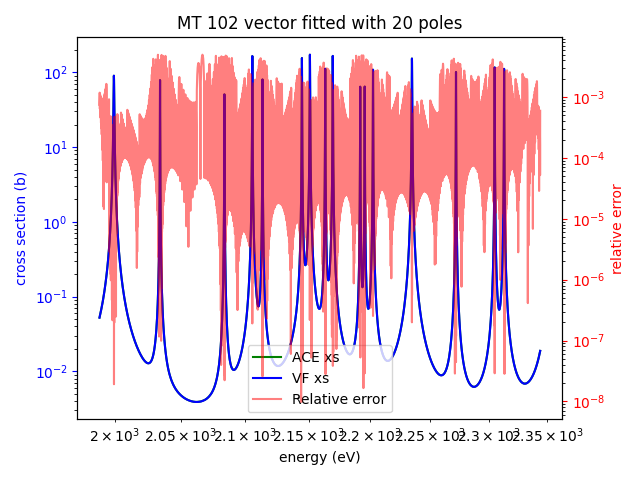 MT 102 vector fitted with 20 poles
10²
10¹
10⁰
10⁻¹
10⁻²
cross section (b)
10⁻³
10⁻⁴
10⁻⁵
10⁻⁶
10⁻⁷
10⁻⁸
relative error
ACE xs
VF xs
Relative error
2 × 10³ 2.05 × 10³ 2.1 × 10³ 2.15 × 10³ 2.2 × 10³ 2.25 × 10³ 2.3 × 10³ 2.35 × 10³
energy (eV)